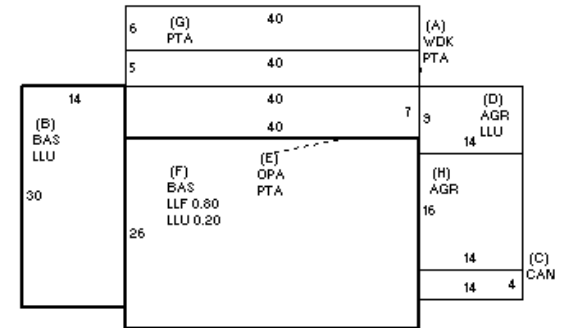 6 (G) 40 (A)
PTA WDK
5 40 PTA
14 40 7 9 (D)
(B) 40 AGR
BAS 14 LLU
LLU
(E)
OPA
PTA
(F)
BAS
LLF 0.80
LLU 0.20
(H)
AGR
30
16
26
14 (C)
14 4 CAN